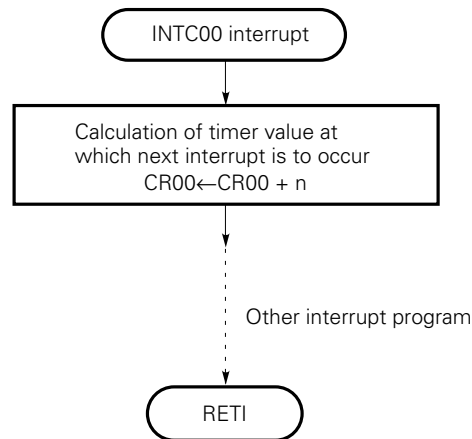 INTC00 interrupt
Calculation of timer value at
which next interrupt is to occur
CR00←CR00 + n
Other interrupt program
RETI